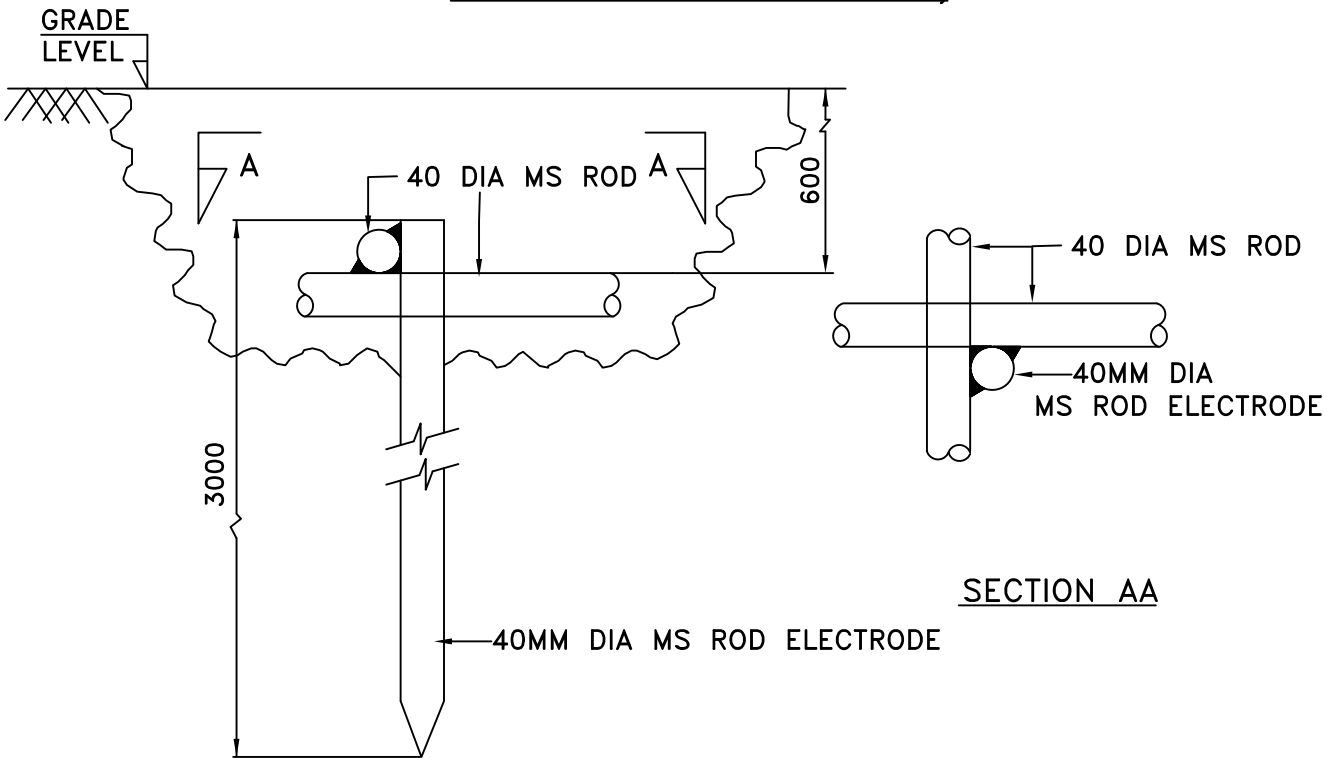 GRADE
LEVEL
A
40 DIA MS ROD
A
600
40 DIA MS ROD
40MM DIA
MS ROD ELECTRODE
3000
SECTION AA
40MM DIA MS ROD ELECTRODE